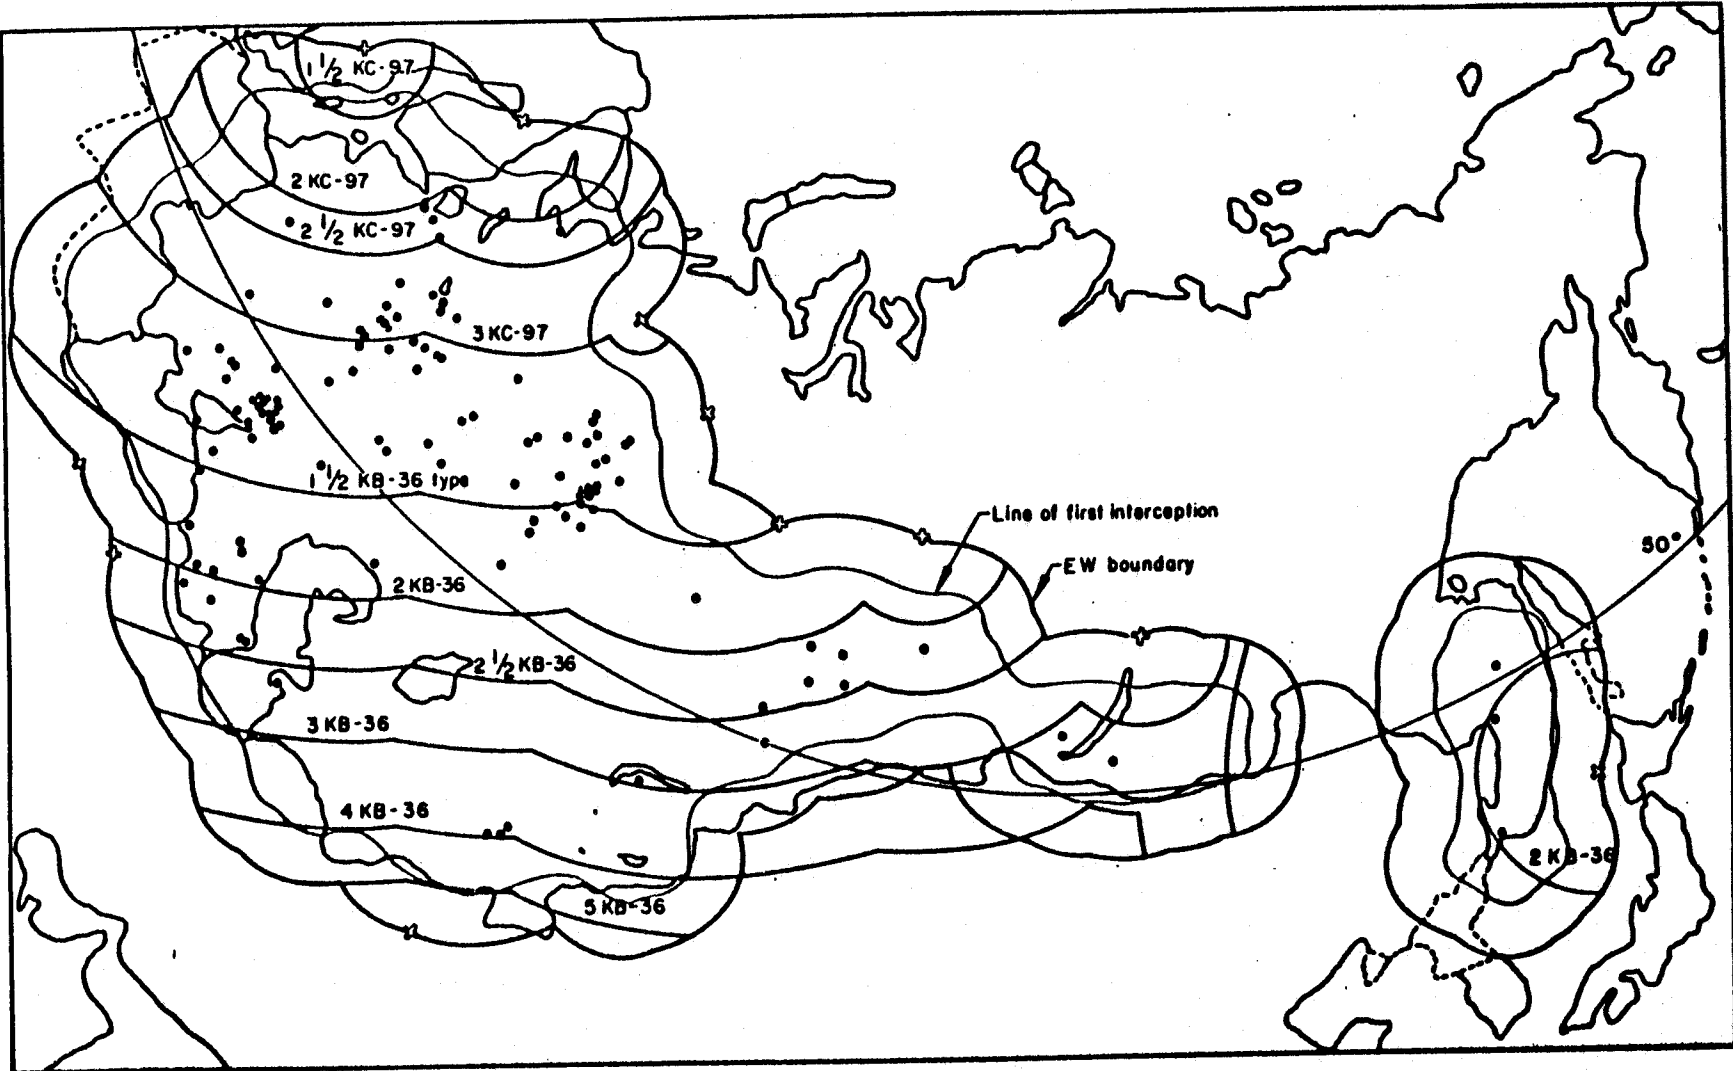 1 1/2 KC-97
2 KC-97
2 1/2 KC-97
3 KC-97
1 1/2 KB-36 type
Line of first interception
50°
EW boundary
2 KB-36
2 1/2 KB-36
3 KB-36
4 KB-36
2 KB-36
5 KB-36